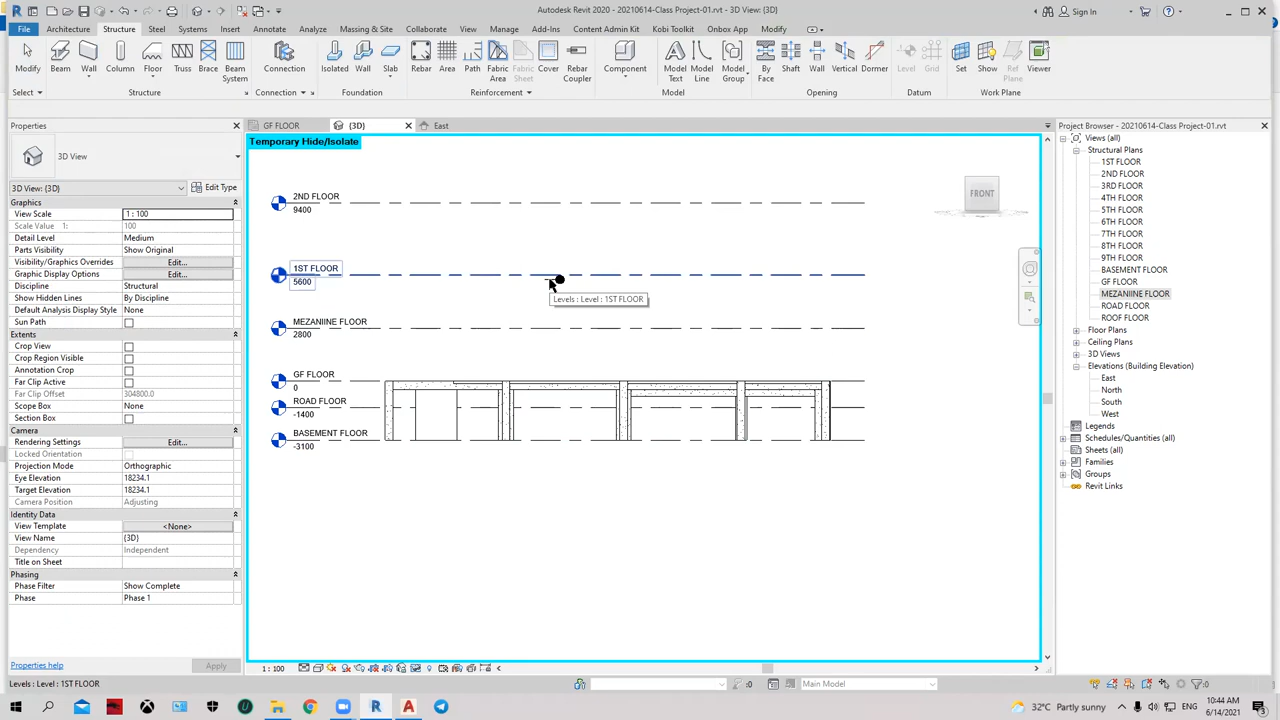 Autodesk Revit 2020 - 20210614-Class Project-01.rvt - 3D View: {3D}
Sign In
File Architecture Structure Steel Systems Insert Annotate Analyze Massing & Site Collaborate View Manage Add-Ins Content Admin Kit Kobi Toolkit Onbox App Modify
Modify Beam Wall Column Floor Truss Brace Beam System Connection Isolated Wall Slab Rebar Area Path Fabric Area Fabric Sheet Cover Rebar Coupler Component Model Text Model Line Model Group By Face Shaft Wall Vertical Dormer Level Grid Set Show Ref Plane Viewer
Select Structure Connection Foundation Reinforcement Model Opening Datum Work Plane
Properties
GF FLOOR {3D} East
Project Browser - 20210614-Class Project-01.rvt
3D View
3D View: {3D} Edit Type
Graphics
View Scale 1 : 100
Scale Value 1: 100
Detail Level Medium
Parts Visibility Show Original
Visibility/Graphics Overrides Edit...
Graphic Display Options Edit...
Discipline Structural
Show Hidden Lines By Discipline
Default Analysis Display Style None
Sun Path
Extents
Crop View
Crop Region Visible
Annotation Crop
Far Clip Active
Far Clip Offset 304800.0
Scope Box None
Section Box
Camera
Rendering Settings Edit...
Locked Orientation
Projection Mode Orthographic
Eye Elevation 18234.1
Target Elevation 18234.1
Camera Position Adjusting
Identity Data
View Template <None>
View Name {3D}
Dependency Independent
Title on Sheet
Phasing
Phase Filter Show Complete
Phase Phase 1
Properties help Apply
Temporary Hide/Isolate
FRONT
2ND FLOOR
9400
1ST FLOOR
5600
Levels : Level : 1ST FLOOR
MEZANIINE FLOOR
2800
GF FLOOR
0
ROAD FLOOR
-1400
BASEMENT FLOOR
-3100
Views (all)
Structural Plans
1ST FLOOR
2ND FLOOR
3RD FLOOR
4TH FLOOR
5TH FLOOR
6TH FLOOR
7TH FLOOR
8TH FLOOR
9TH FLOOR
BASEMENT FLOOR
GF FLOOR
MEZANIINE FLOOR
ROAD FLOOR
ROOF FLOOR
Floor Plans
Ceiling Plans
3D Views
Elevations (Building Elevation)
East
North
South
West
Legends
Schedules/Quantities (all)
Sheets (all)
Families
Groups
Revit Links
1 : 100
Levels : Level : 1ST FLOOR
:0
Main Model
:0
32°C Partly sunny
ENG
10:44 AM
6/14/2021